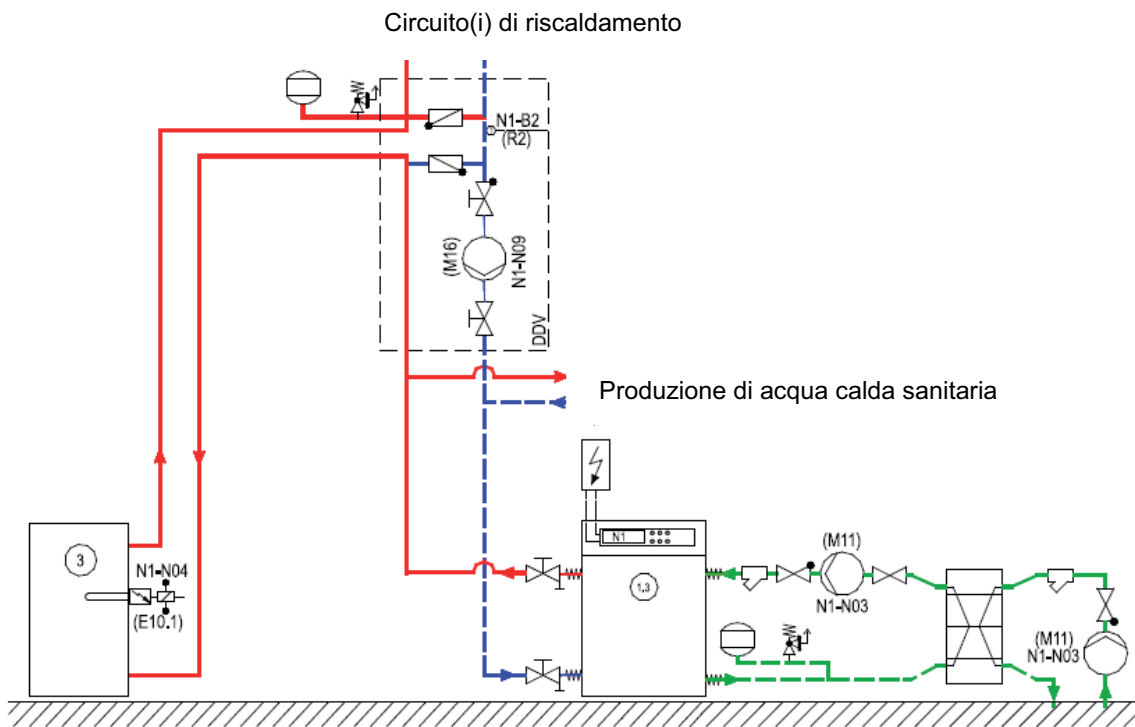 Circuito(i) di riscaldamento
N1-B2
(R2)
(M16)
N1-N09
DDV
Produzione di acqua calda sanitaria
3
N1-N04
(E10.1)
N1
1.3
(M11)
N1-N03
(M11)
N1-N03